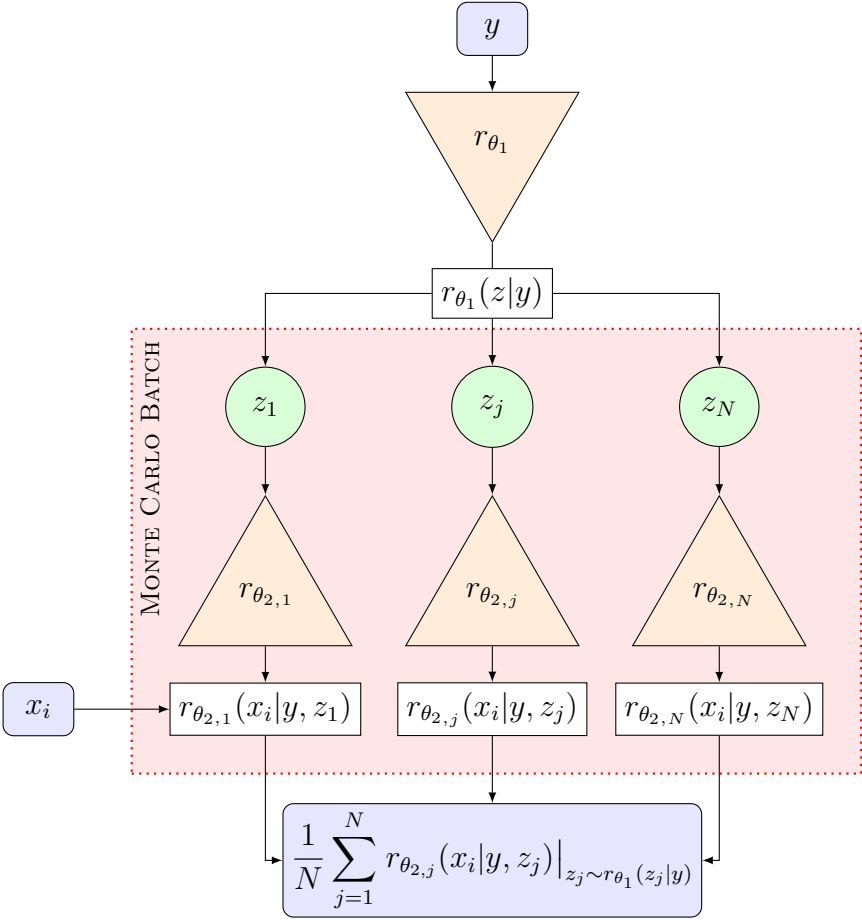 y
r_{θ_1}
r_{θ_1}(z|y)
MONTE CARLO BATCH
z_1
z_j
z_N
r_{θ_{2,1}}
r_{θ_{2,j}}
r_{θ_{2,N}}
x_i
r_{θ_{2,1}}(x_i|y, z_1)
r_{θ_{2,j}}(x_i|y, z_j)
r_{θ_{2,N}}(x_i|y, z_N)
\frac{1}{N} \sum_{j=1}^{N} r_{θ_{2,j}}(x_i|y, z_j)|_{z_j∼r_{θ_1}(z_j|y)}